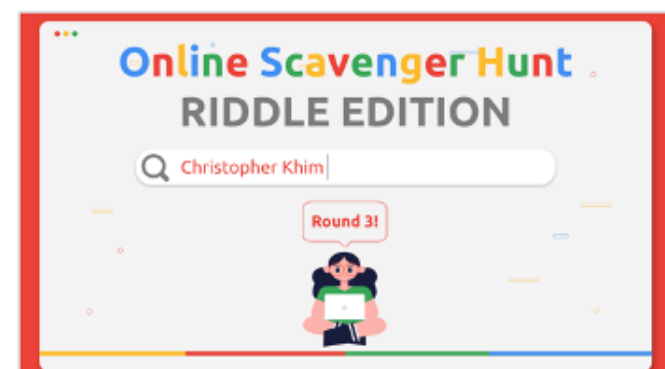 Online Scavenger Hunt
RIDDLE EDITION
Christopher Khim
Round 3!